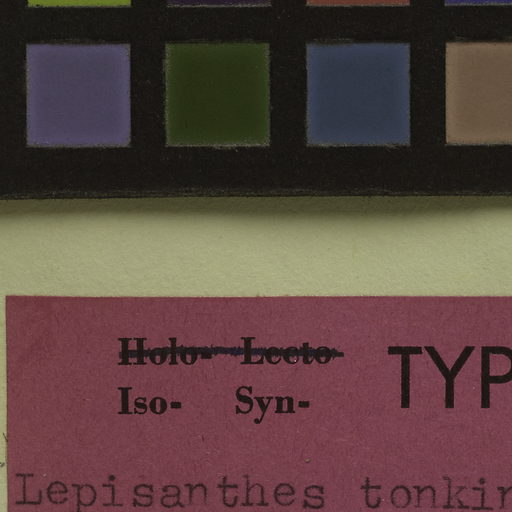 Holo- Lecto-
Iso- Syn- TYP
Lepisanthes tonkin